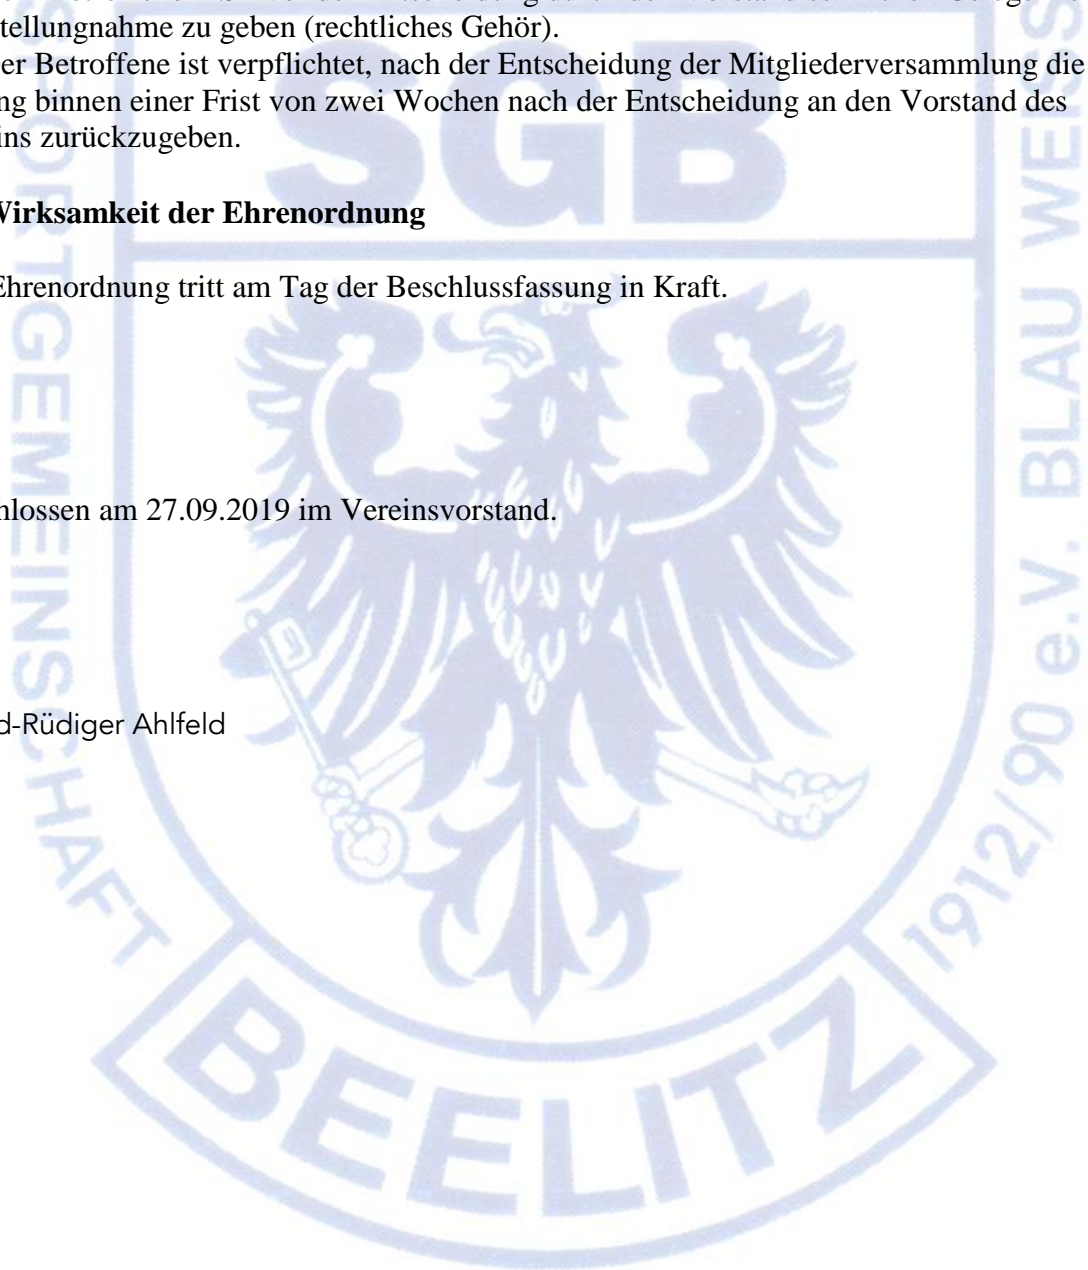 stellungnahme zu geben (rechtliches Gehör).
er Betroffene ist verpflichtet, nach der Entscheidung der Mitgliederversammlung die
ng binnen einer Frist von zwei Wochen nach der Entscheidung an den Vorstand des
ins zurückzugeben.
Wirksamkeit der Ehrenordnung
Ehrenordnung tritt am Tag der Beschlussfassung in Kraft.
hlossen am 27.09.2019 im Vereinsvorstand.
d-Rüdiger Ahlfeld
SGB
SPORTGEMEINSCHAFT
BLAU WEISS
1912/90 e.V.
BEELITZ